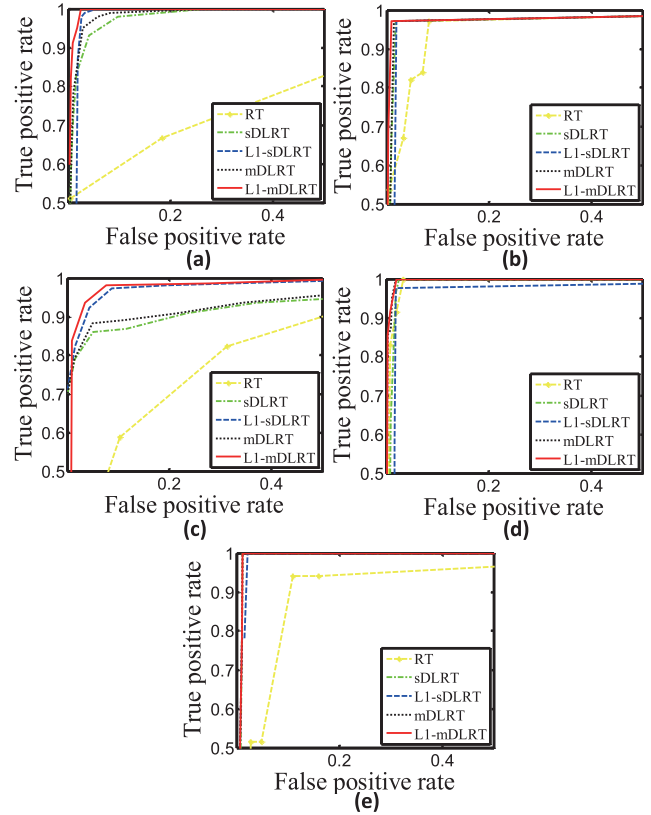 True positive rate
1
0.9
0.8
0.7
0.6
0.5
RT
sDLRT
L1-sDLRT
mDLRT
L1-mDLRT
0.2
0.4
False positive rate
(a)
True positive rate
1
0.9
0.8
0.7
0.6
0.5
RT
sDLRT
L1-sDLRT
mDLRT
L1-mDLRT
0.2
0.4
False positive rate
(b)
True positive rate
1
0.9
0.8
0.7
0.6
0.5
RT
sDLRT
L1-sDLRT
mDLRT
L1-mDLRT
0.2
0.4
False positive rate
(c)
True positive rate
1
0.9
0.8
0.7
0.6
0.5
RT
sDLRT
L1-sDLRT
mDLRT
L1-mDLRT
0.2
0.4
False positive rate
(d)
True positive rate
1
0.9
0.8
0.7
0.6
0.5
RT
sDLRT
L1-sDLRT
mDLRT
L1-mDLRT
0.2
0.4
False positive rate
(e)